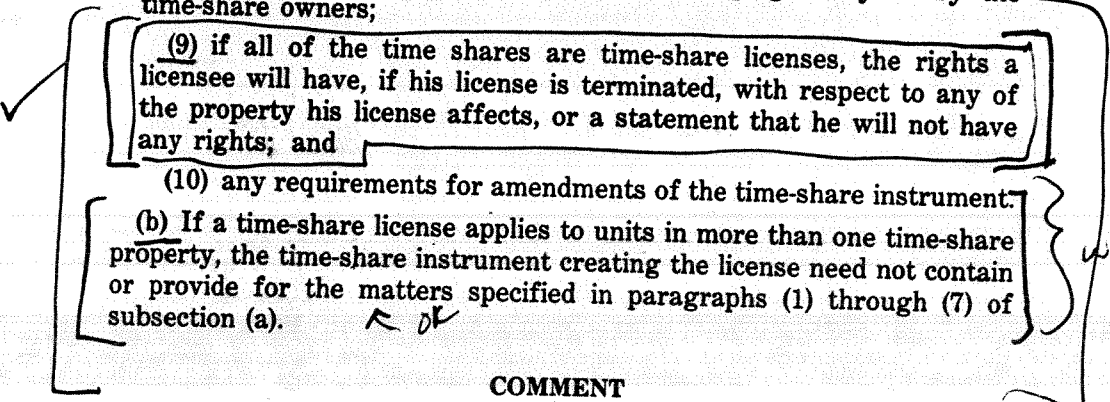 time-share owners;
(9) if all of the time shares are time-share licenses, the rights a
licensee will have, if his license is terminated, with respect to any of
the property his license affects, or a statement that he will not have
any rights; and
(10) any requirements for amendments of the time-share instrument.
(b) If a time-share license applies to units in more than one time-share
property, the time-share instrument creating the license need not contain
or provide for the matters specified in paragraphs (1) through (7) of
subsection (a).
COMMENT